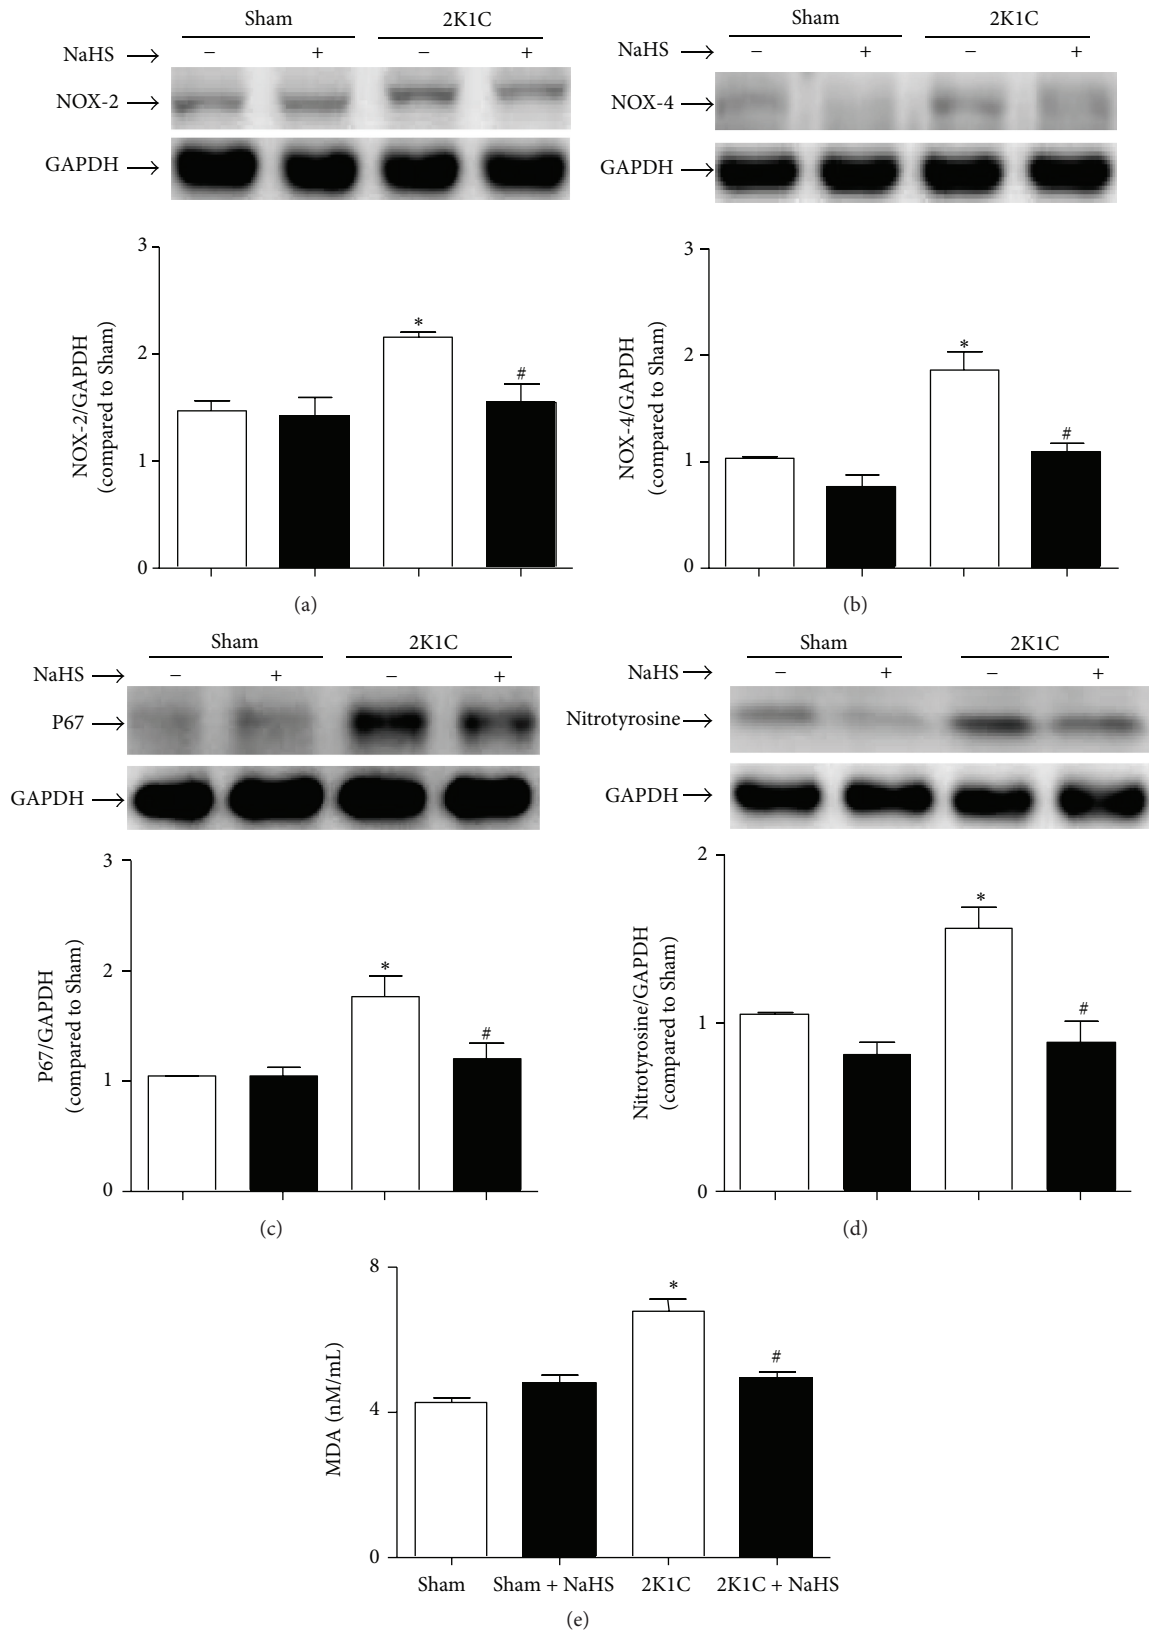 Sham 2K1C
NaHS − + − +
NOX-2
GAPDH
3
2
1
0
NOX-2/GAPDH
(compared to Sham)
*
#
(a)
Sham 2K1C
NaHS − + − +
NOX-4
GAPDH
3
2
1
0
NOX-4/GAPDH
(compared to Sham)
*
#
(b)
Sham 2K1C
NaHS − + − +
P67
GAPDH
3
2
1
0
P67/GAPDH
(compared to Sham)
*
#
(c)
Sham 2K1C
NaHS − + − +
Nitrotyrosine
GAPDH
2
1
0
Nitrotyrosine/GAPDH
(compared to Sham)
*
#
(d)
8
4
0
MDA (nM/mL)
*
#
Sham Sham + NaHS 2K1C 2K1C + NaHS
(e)